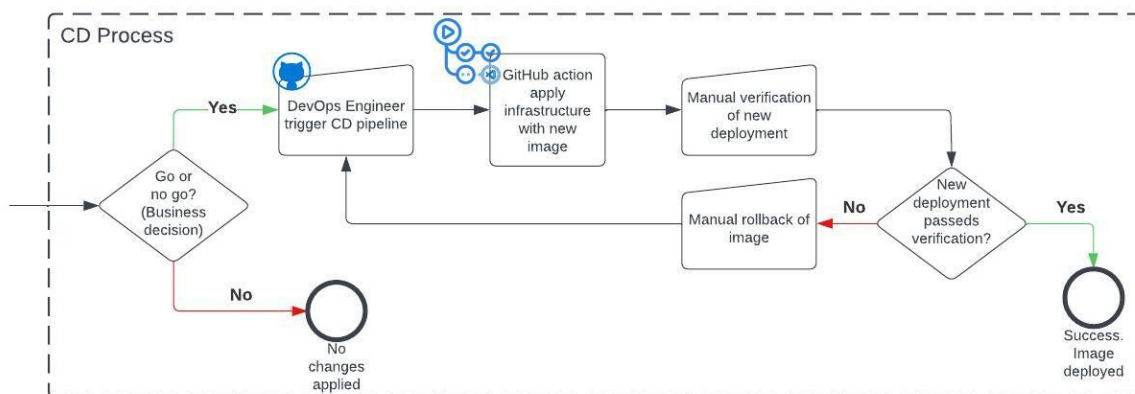 CD Process
Yes
DevOps Engineer
trigger CD pipeline
GitHub action
apply
infrastructure
with new
image
Manual verification
of new
deployment
Go or
no go?
(Business
decision)
Manual rollback of
image
No
New
deployment
passeds
verification?
Yes
No
No
changes
applied
Success.
Image
deployed